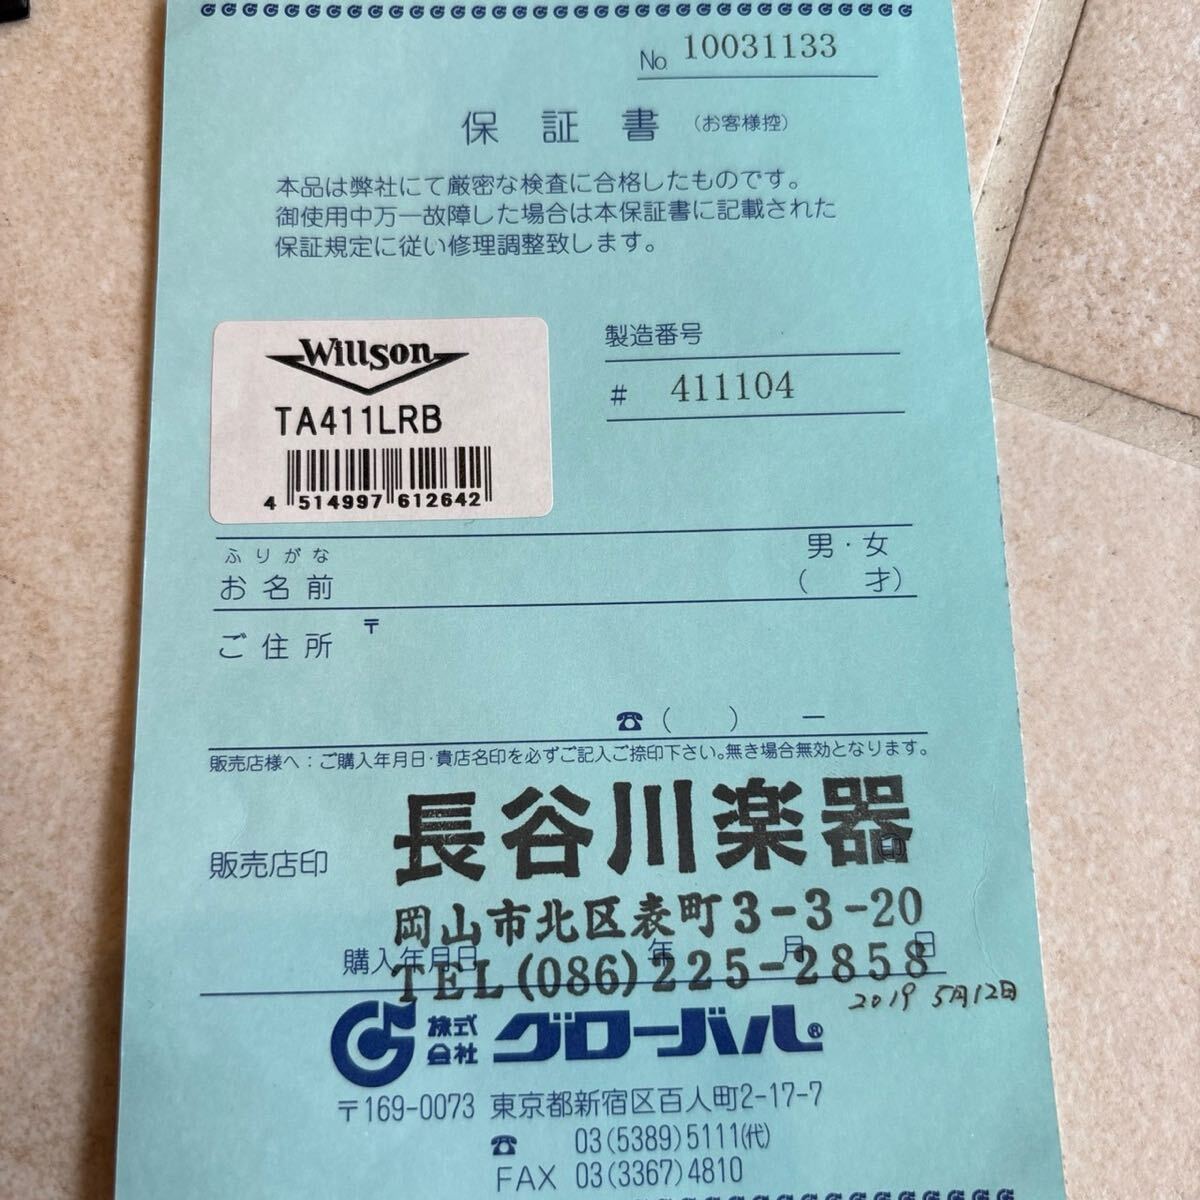 No. 10031133
保証書 (お客様控)
本品は弊社にて厳密な検査に合格したものです。
御使用中万一故障した場合は本保証書に記載された
保証規定に従い修理調整致します。
Willson
TA411LRB
4 514997 612642
製造番号
# 411104
ふりがな
お名前
男・女
( 才)
ご住所 〒
☎ ( ) ー
販売店様へ：ご購入年月日・貴店名印を必ずご記入ご捺印下さい。無き場合無効となります。
販売店印
長谷川楽器
印
岡山市北区表町3-3-20
購入年月日 年 月 日
TEL(086)225-2858
2019 5月12日
株式会社 グローバル®
〒169-0073 東京都新宿区百人町2-17-7
☎ 03(5389)5111(代)
FAX 03(3367)4810